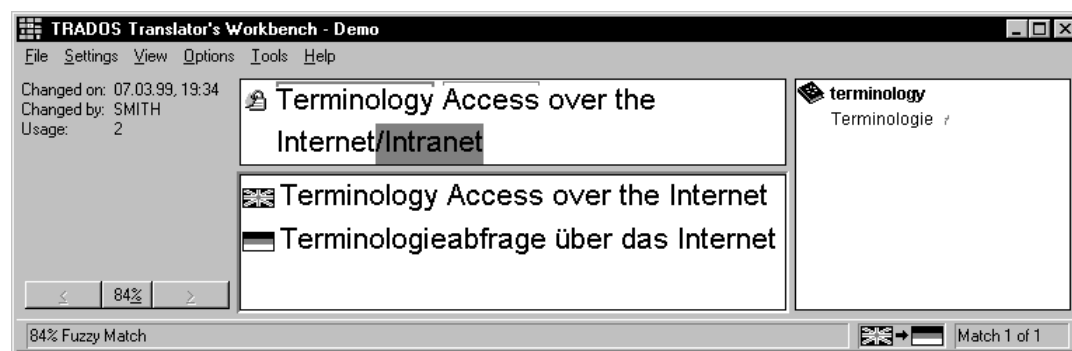 TRADOS Translator's Workbench - Demo
File Settings View Options Tools Help
Changed on: 07.03.99, 19:34
Changed by: SMITH
Usage: 2
Terminology Access over the
Internet/Intranet
Terminology Access over the Internet
Terminologieabfrage über das Internet
terminology
Terminologie
< 84% >
84% Fuzzy Match
Match 1 of 1